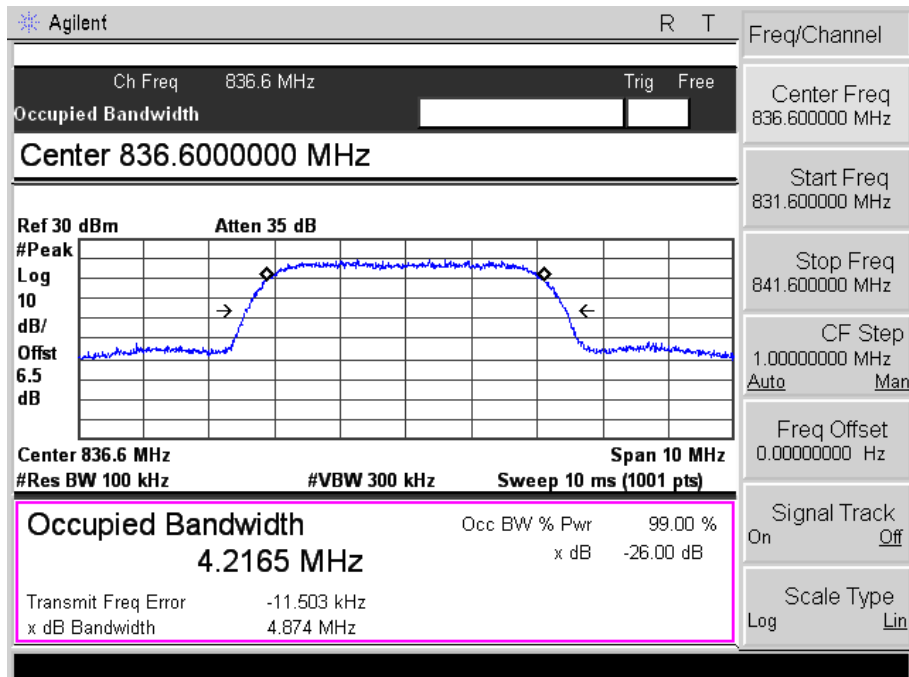 Agilent R T
Ch Freq 836.6 MHz Trig Free
Occupied Bandwidth
Center 836.6000000 MHz
Ref 30 dBm Atten 35 dB
#Peak
Log
10
dB/
Offst
6.5
dB
Center 836.6 MHz Span 10 MHz
#Res BW 100 kHz #VBW 300 kHz Sweep 10 ms (1001 pts)
Occupied Bandwidth Occ BW % Pwr 99.00 %
4.2165 MHz x dB -26.00 dB
Transmit Freq Error -11.503 kHz
x dB Bandwidth 4.874 MHz
Freq/Channel
Center Freq
836.600000 MHz
Start Freq
831.600000 MHz
Stop Freq
841.600000 MHz
CF Step
1.00000000 MHz
Auto Man
Freq Offset
0.00000000 Hz
Signal Track
On Off
Scale Type
Log Lin